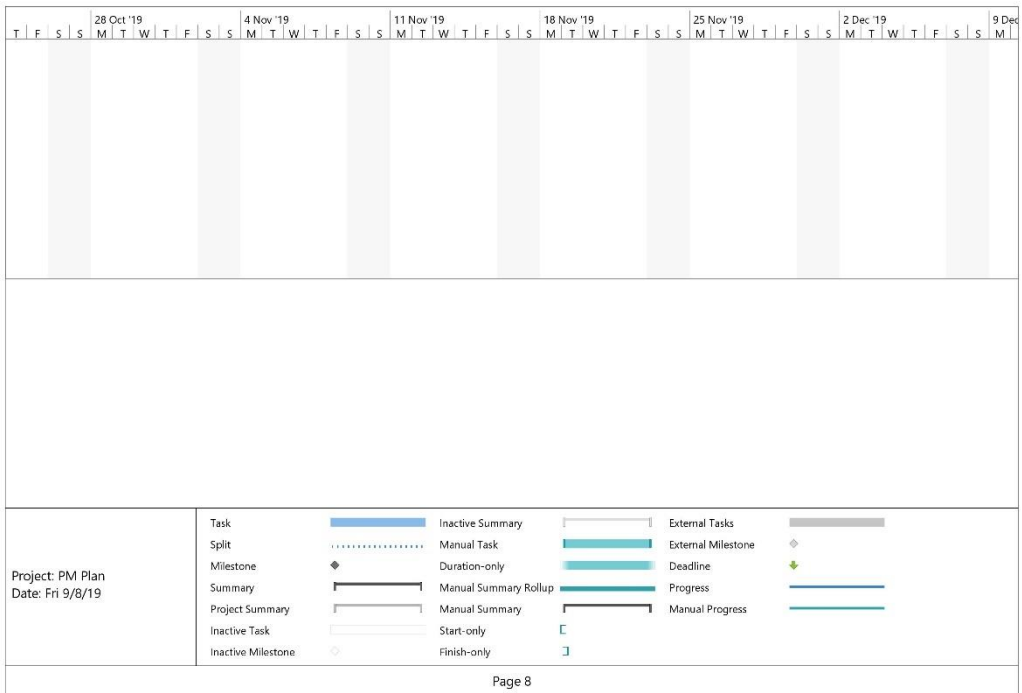 28 Oct '19 4 Nov '19 11 Nov '19 18 Nov '19 25 Nov '19 2 Dec '19 9 Dec
T F S S M T W T F S S M T W T F S S M T W T F S S M T W T F S S M T W T F S S M T W T F S S M
Project: PM Plan
Date: Fri 9/8/19
Task
Split
Milestone
Summary
Project Summary
Inactive Task
Inactive Milestone
Inactive Summary
Manual Task
Duration-only
Manual Summary Rollup
Manual Summary
Start-only
Finish-only
External Tasks
External Milestone
Deadline
Progress
Manual Progress
Page 8